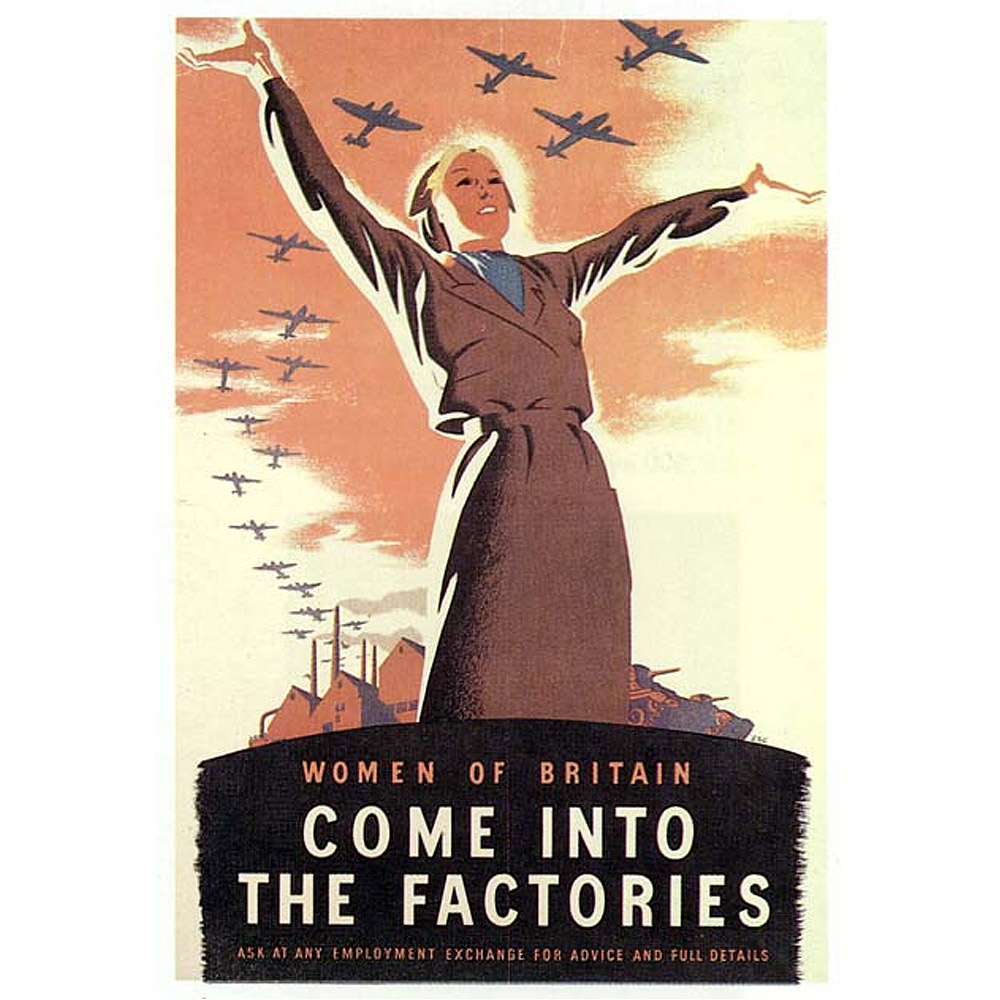 WOMEN OF BRITAIN
COME INTO
THE FACTORIES
ASK AT ANY EMPLOYMENT EXCHANGE FOR ADVICE AND FULL DETAILS